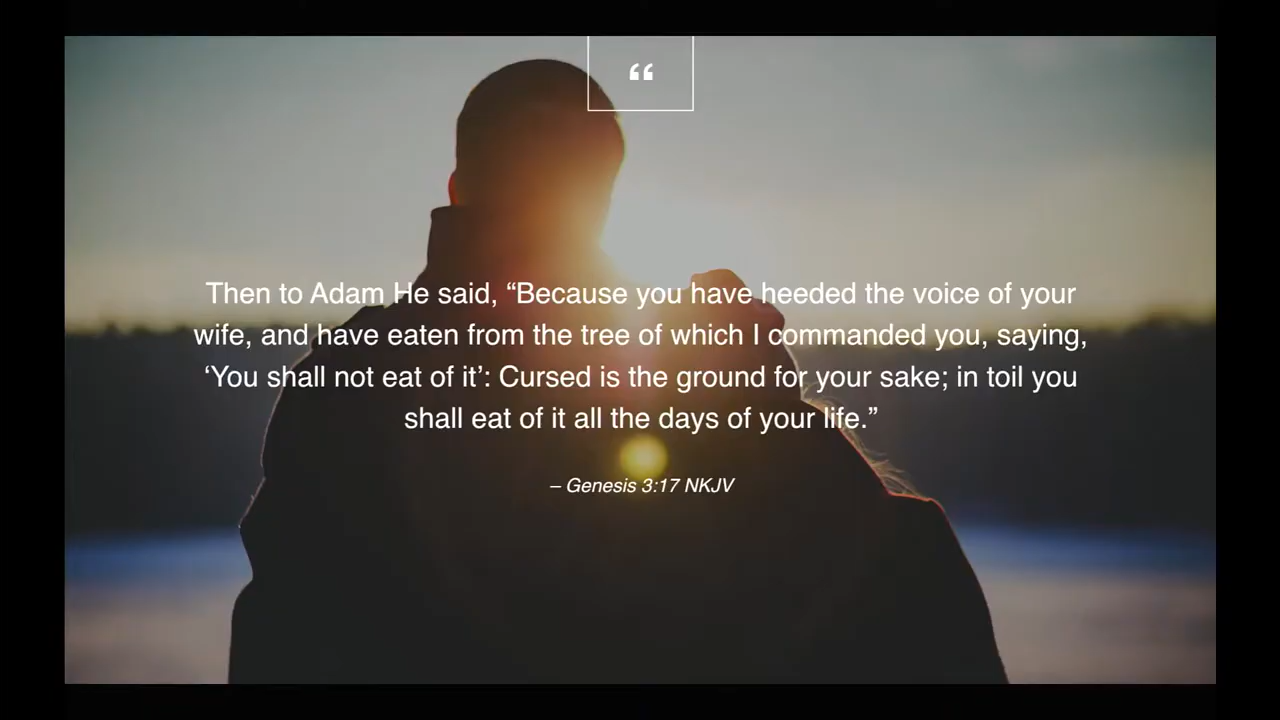 “
Then to Adam He said, “Because you have heeded the voice of your
wife, and have eaten from the tree of which I commanded you, saying,
‘You shall not eat of it’: Cursed is the ground for your sake; in toil you
shall eat of it all the days of your life.”
– Genesis 3:17 NKJV